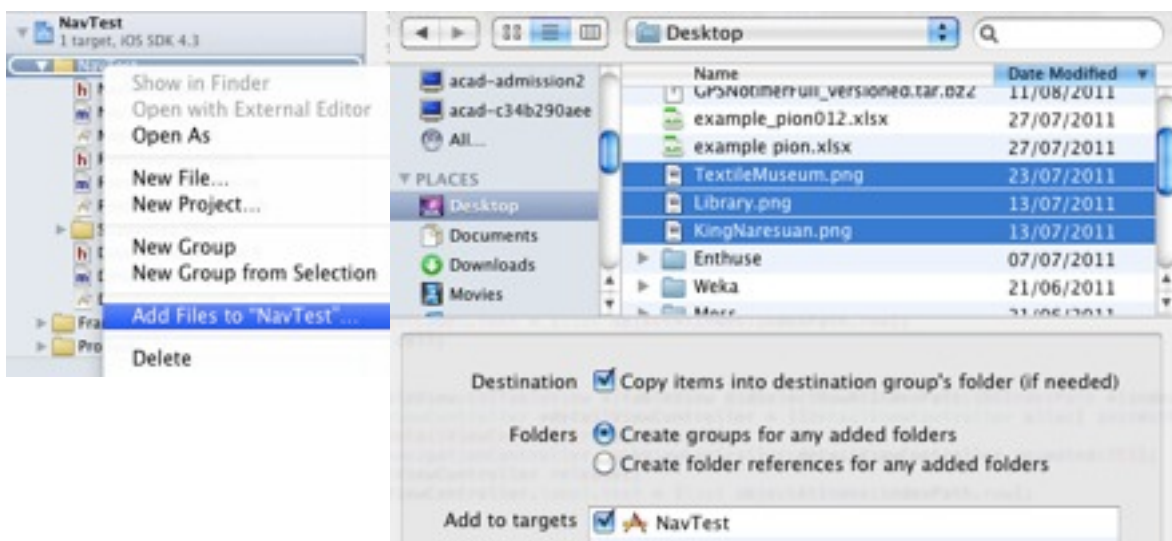 NavTest
1 target, iOS SDK 4.3
Show in Finder
Open with External Editor
Open As
New File...
New Project...
New Group
New Group from Selection
Add Files to "NavTest"...
Delete
Fra
Pro
Desktop
acad-admission2
acad-c34b290aee
All...
PLACES
Desktop
Documents
Downloads
Movies
Name Date Modified
GPSNotifierFull_versioned.tar.bz2 11/08/2011
example_pion012.xlsx 27/07/2011
example pion.xlsx 27/07/2011
TextileMuseum.png 23/07/2011
Library.png 13/07/2011
KingNaresuan.png 13/07/2011
Enthuse 07/07/2011
Weka 21/06/2011
21/06/2011
Destination Copy items into destination group's folder (if needed)
Folders Create groups for any added folders
Create folder references for any added folders
Add to targets NavTest